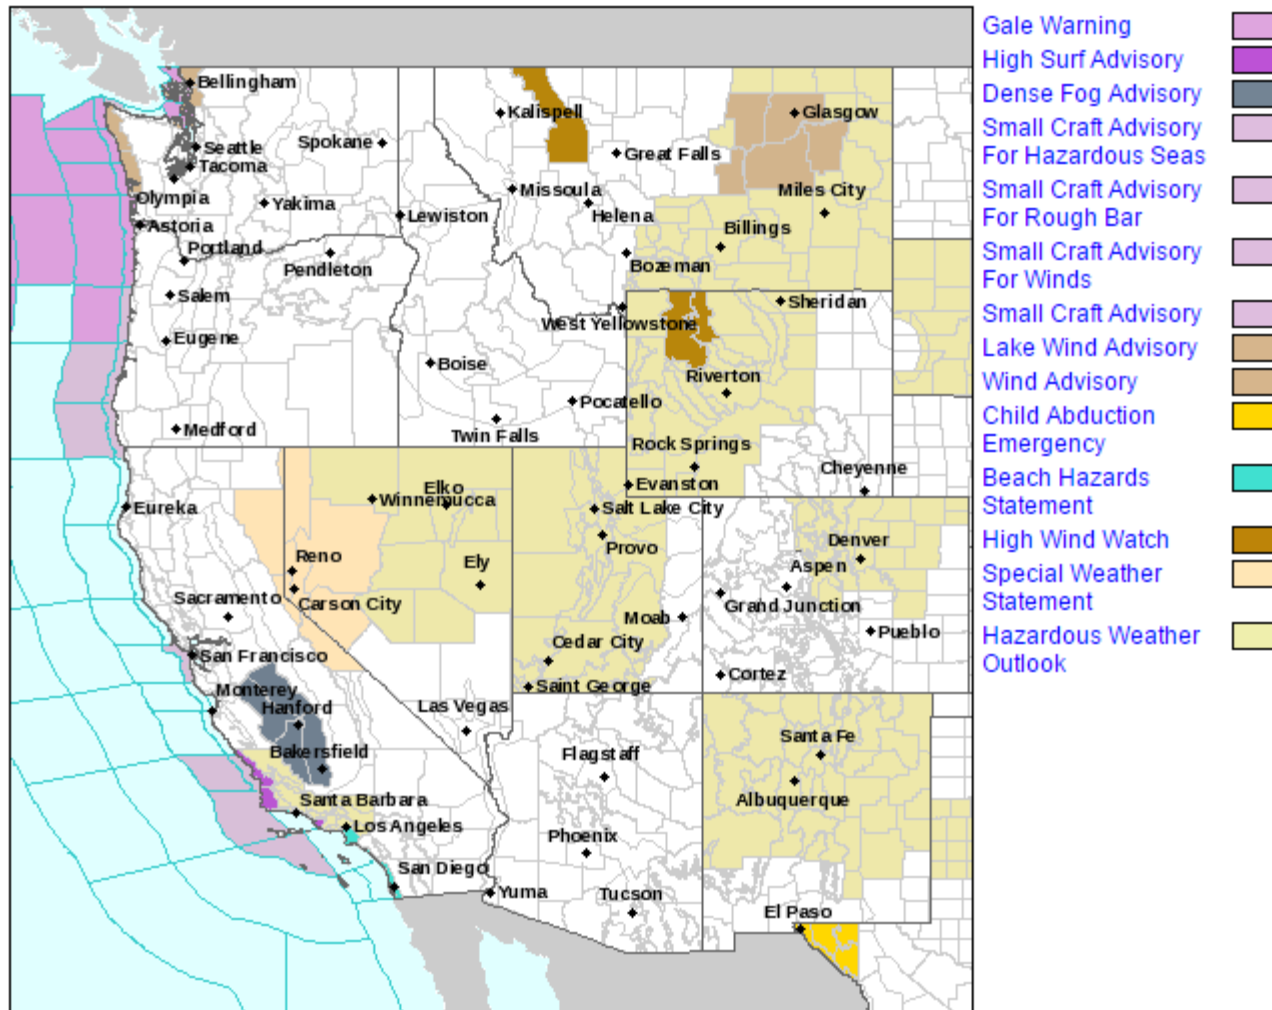 Bellingham
Kalispell
Glasgow
Seattle
Spokane
Great Falls
Tacoma
Missoula
Miles City
Olympia
Yakima
Lewiston
Helena
Astoria
Billings
Portland
Pendleton
Bozeman
Salem
Sheridan
West Yellowstone
Eugene
Boise
Riverton
Pocatello
Medford
Twin Falls
Rock Springs
Cheyenne
Elko
Evanston
Winnemucca
Eureka
Salt Lake City
Provo
Denver
Reno
Ely
Aspen
Sacramento
Carson City
Grand Junction
Moab
Pueblo
Cedar City
San Francisco
Cortez
Monterey
Saint George
Hanford
Las Vegas
Santa Fe
Bakersfield
Flagstaff
Santa Barbara
Albuquerque
Los Angeles
Phoenix
San Diego
Yuma
Tucson
El Paso
Gale Warning
High Surf Advisory
Dense Fog Advisory
Small Craft Advisory
For Hazardous Seas
Small Craft Advisory
For Rough Bar
Small Craft Advisory
For Winds
Small Craft Advisory
Lake Wind Advisory
Wind Advisory
Child Abduction
Emergency
Beach Hazards
Statement
High Wind Watch
Special Weather
Statement
Hazardous Weather
Outlook